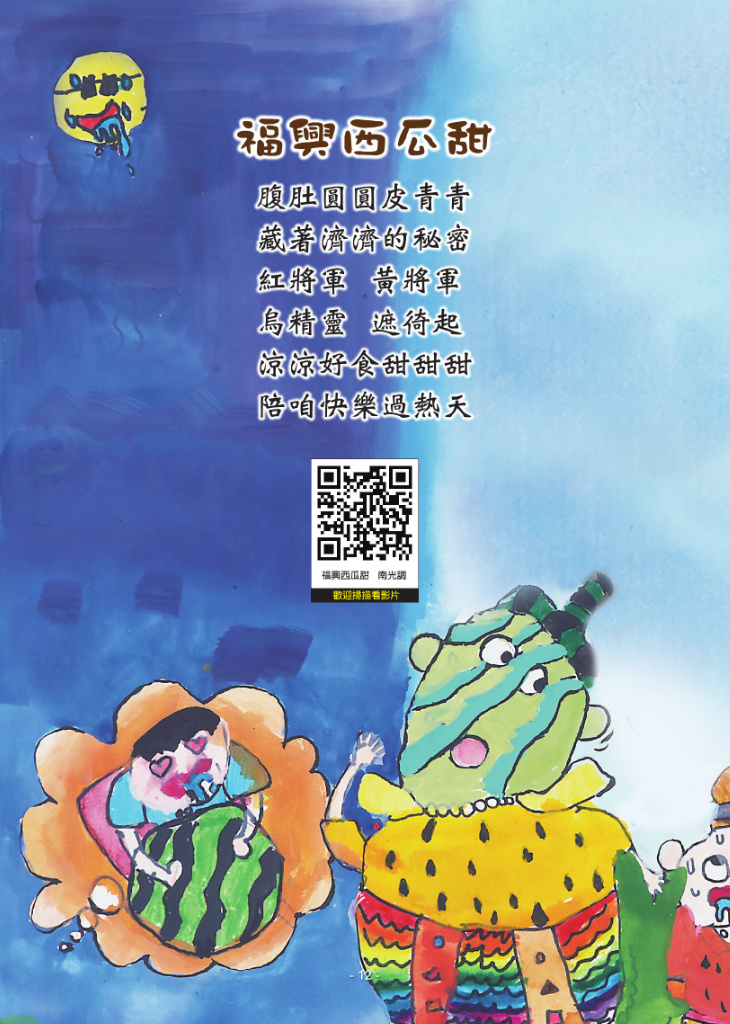 福興西瓜甜
腹肚圓圓皮青青
藏著濟濟的秘密
紅將軍 黃將軍
烏精靈 遮徛起
涼涼好食甜甜甜
陪咱快樂過熱天
福興西瓜甜 南光調
歡迎掃描看影片
- 12 -